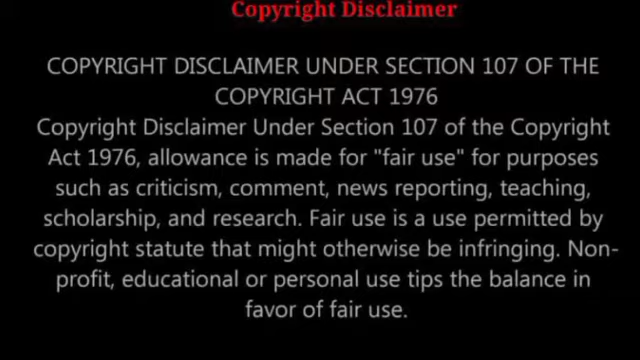 Copyright Disclaimer
COPYRIGHT DISCLAIMER UNDER SECTION 107 OF THE
COPYRIGHT ACT 1976
Copyright Disclaimer Under Section 107 of the Copyright
Act 1976, allowance is made for "fair use" for purposes
such as criticism, comment, news reporting, teaching,
scholarship, and research. Fair use is a use permitted by
copyright statute that might otherwise be infringing. Non-
profit, educational or personal use tips the balance in
favor of fair use.